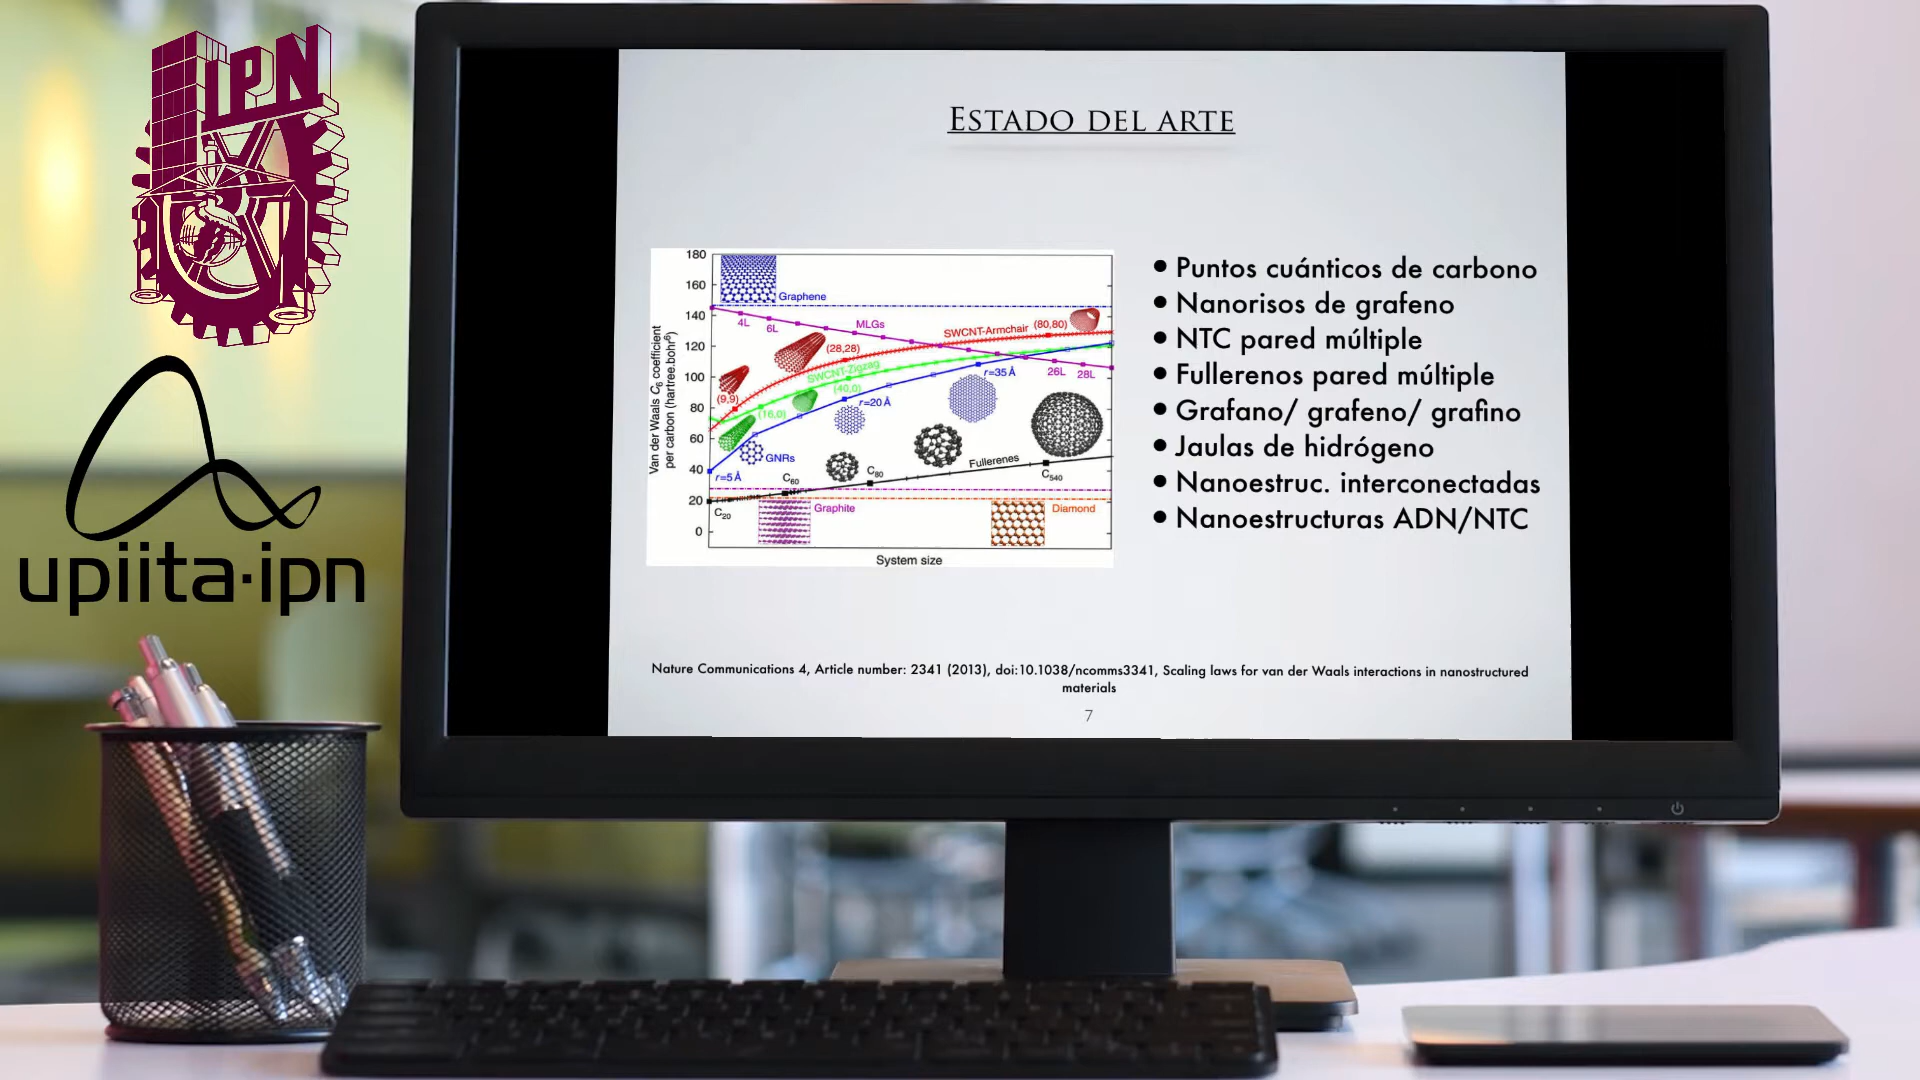 IPN
upiita·ipn
ESTADO DEL ARTE
Van der Waals C6 coefficient
per carbon (hartree.bohr⁶)
180
160
140
120
100
80
60
40
20
0
Graphene
4L
6L
MLGs
SWCNT-Armchair
(80,80)
(28,28)
SWCNT-Zigzag
(9,9)
(40,0)
(16,0)
r=35 Å
26L
28L
r=20 Å
GNRs
r=5 Å
C60
C80
Fullerenes
C540
C20
Graphite
Diamond
System size
• Puntos cuánticos de carbono
• Nanorisos de grafeno
• NTC pared múltiple
• Fullerenos pared múltiple
• Grafano/ grafeno/ grafino
• Jaulas de hidrógeno
• Nanoestruc. interconectadas
• Nanoestructuras ADN/NTC
Nature Communications 4, Article number: 2341 (2013), doi:10.1038/ncomms3341, Scaling laws for van der Waals interactions in nanostructured
materials
7